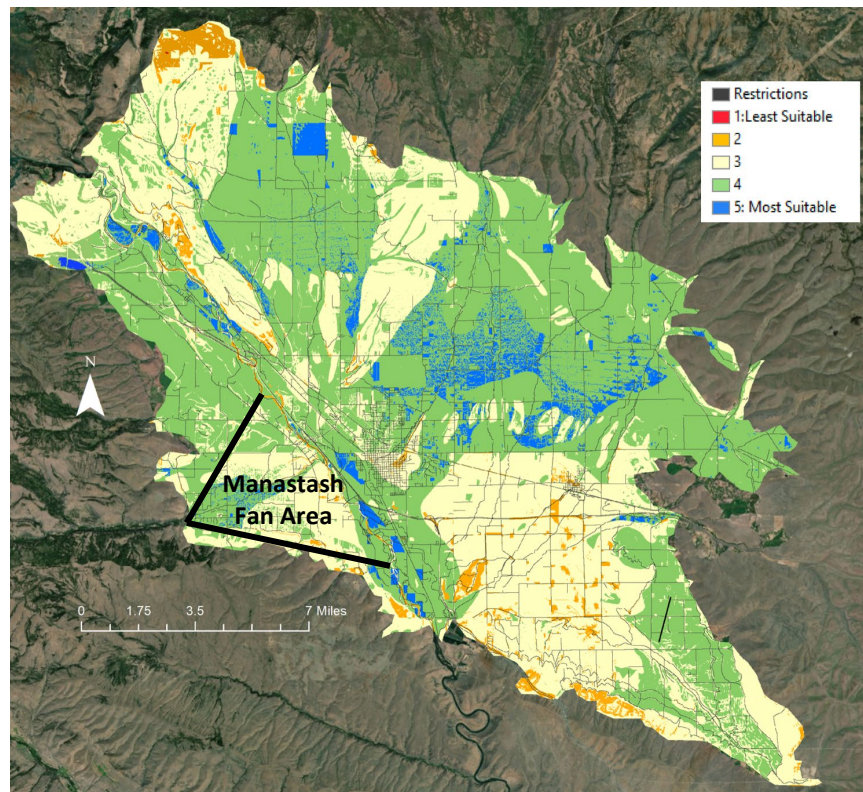 Restrictions
1:Least Suitable
2
3
4
5: Most Suitable
N
Manastash
Fan Area
0 1.75 3.5 7 Miles